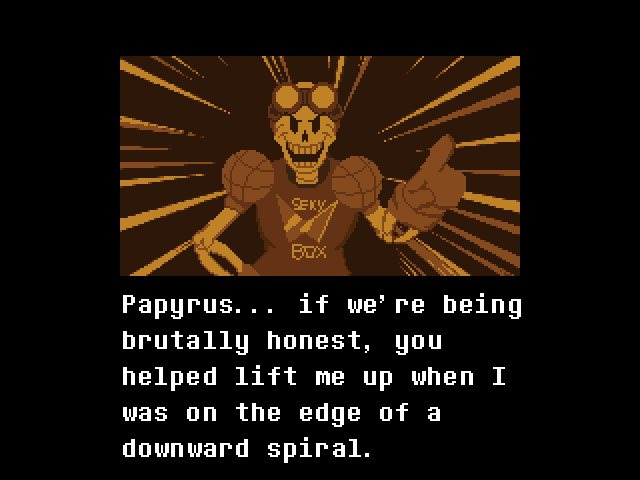 SEXY
BOX
Papyrus... if we're being
brutally honest, you
helped lift me up when I
was on the edge of a
downward spiral.